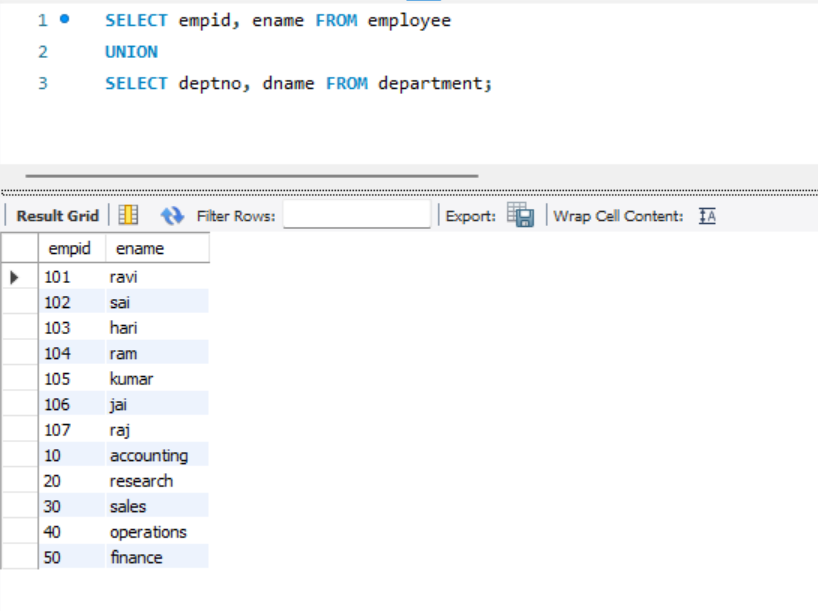 1 SELECT empid, ename FROM employee
2 UNION
3 SELECT deptno, dname FROM department;
Result Grid Filter Rows: Export: Wrap Cell Content: IA
empid ename
101 ravi
102 sai
103 hari
104 ram
105 kumar
106 jai
107 raj
10 accounting
20 research
30 sales
40 operations
50 finance